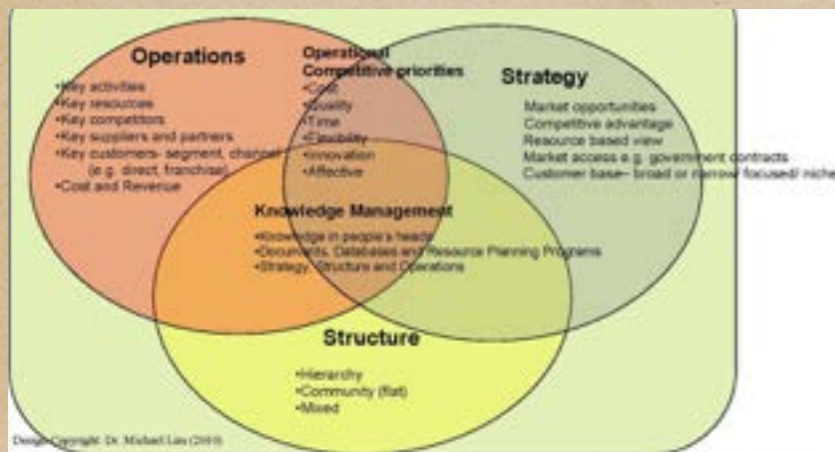 Operations
•Key activities
•Key resources
•Key competitors
•Key suppliers and partners
•Key customers- segment, channel
(e.g. direct, franchise)
•Cost and Revenue
Operational
Competitive priorities
•Cost
•Quality
•Time
•Flexibility
•Innovation
•Affective
Strategy
Market opportunities
Competitive advantage
Resource based view
Market access e.g. government contracts
Customer base– broad or narrow/ focused/ niche
Knowledge Management
•Knowledge in people's heads
•Documents, Databases and Resource Planning Programs
•Strategy, Structure and Operations
Structure
•Hierarchy
•Community (flat)
•Mixed
Design Copyright: Dr. Michael